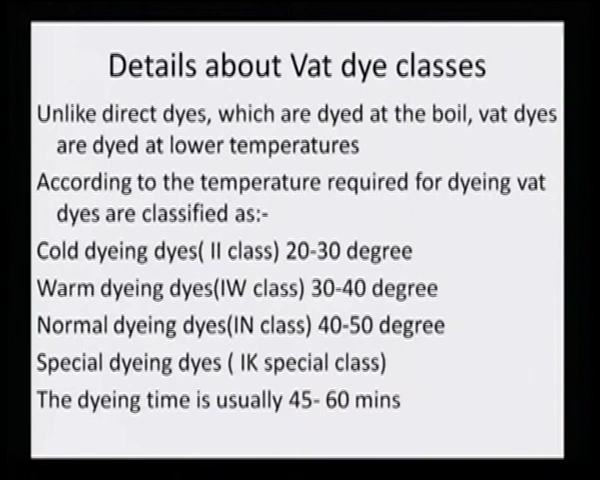 Details about Vat dye classes
Unlike direct dyes, which are dyed at the boil, vat dyes
are dyed at lower temperatures
According to the temperature required for dyeing vat
dyes are classified as:-
Cold dyeing dyes( II class) 20-30 degree
Warm dyeing dyes(IW class) 30-40 degree
Normal dyeing dyes(IN class) 40-50 degree
Special dyeing dyes ( IK special class)
The dyeing time is usually 45- 60 mins